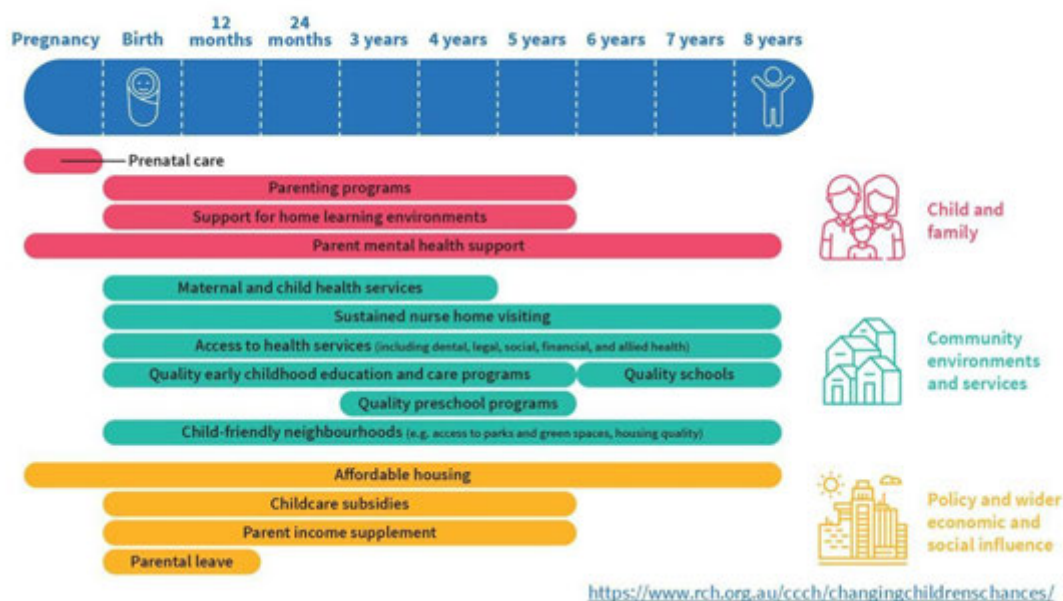 12 24
Pregnancy Birth months months 3 years 4 years 5 years 6 years 7 years 8 years
Prenatal care
Parenting programs
Support for home learning environments
Parent mental health support
Child and
family
Maternal and child health services
Sustained nurse home visiting
Access to health services (including dental, legal, social, financial, and allied health)
Quality early childhood education and care programs Quality schools
Quality preschool programs
Child-friendly neighbourhoods (e.g. access to parks and green spaces, housing quality)
Community
environments
and services
Affordable housing
Childcare subsidies
Parent income supplement
Parental leave
Policy and wider
economic and
social influence
https://www.rch.org.au/ccch/changingchildrenschances/